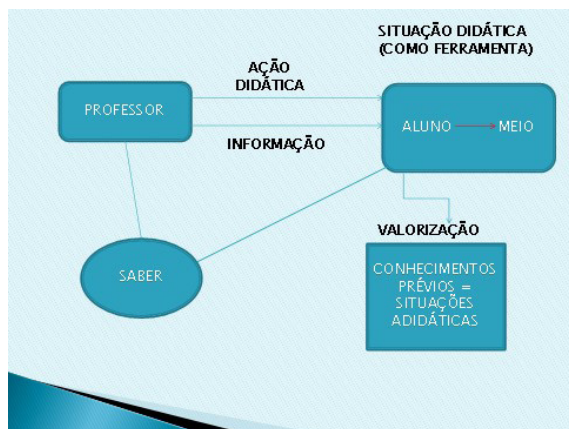 SITUAÇÃO DIDÁTICA
(COMO FERRAMENTA)
AÇÃO
DIDÁTICA
PROFESSOR
ALUNO
MEIO
INFORMAÇÃO
VALORIZAÇÃO
SABER
CONHECIMENTOS
PRÉVIOS =
SITUAÇÕES
ADIDÁTICAS